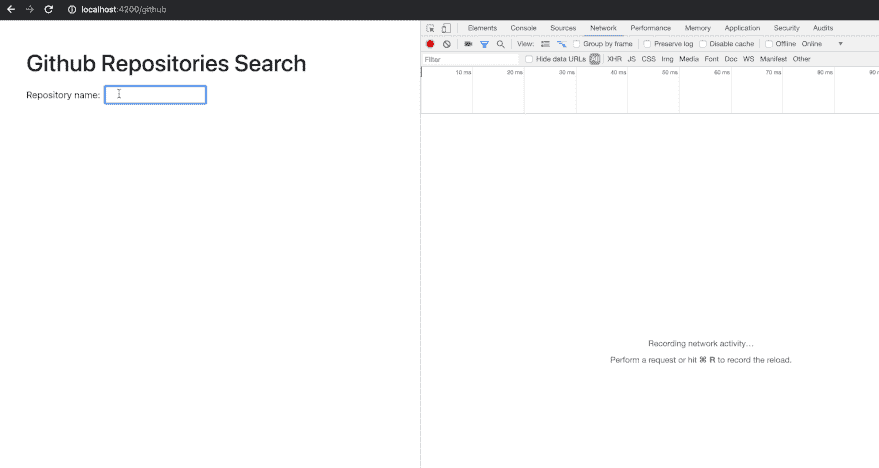 localhost:4200/github
Github Repositories Search
Repository name:
Elements Console Sources Network Performance Memory Application Security Audits
View: Group by frame Preserve log Disable cache Offline Online
Filter Hide data URLs All XHR JS CSS Img Media Font Doc WS Manifest Other
10 ms 20 ms 30 ms 40 ms 50 ms 60 ms 70 ms 80 ms 90
Recording network activity…
Perform a request or hit ⌘ R to record the reload.